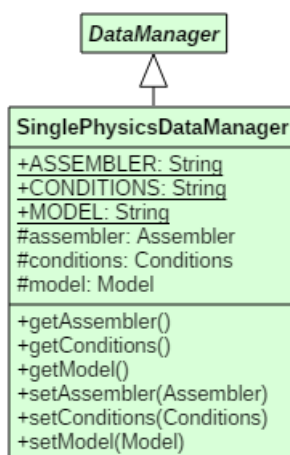 DataManager
SinglePhysicsDataManager
+ASSEMBLER: String
+CONDITIONS: String
+MODEL: String
#assembler: Assembler
#conditions: Conditions
#model: Model
+getAssembler()
+getConditions()
+getModel()
+setAssembler(Assembler)
+setConditions(Conditions)
+setModel(Model)